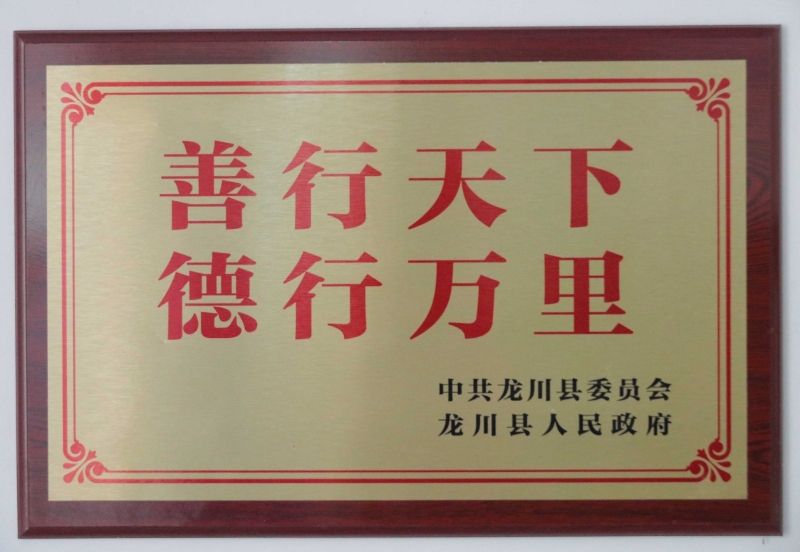 善行天下
德行万里
中共龙川县委员会
龙川县人民政府